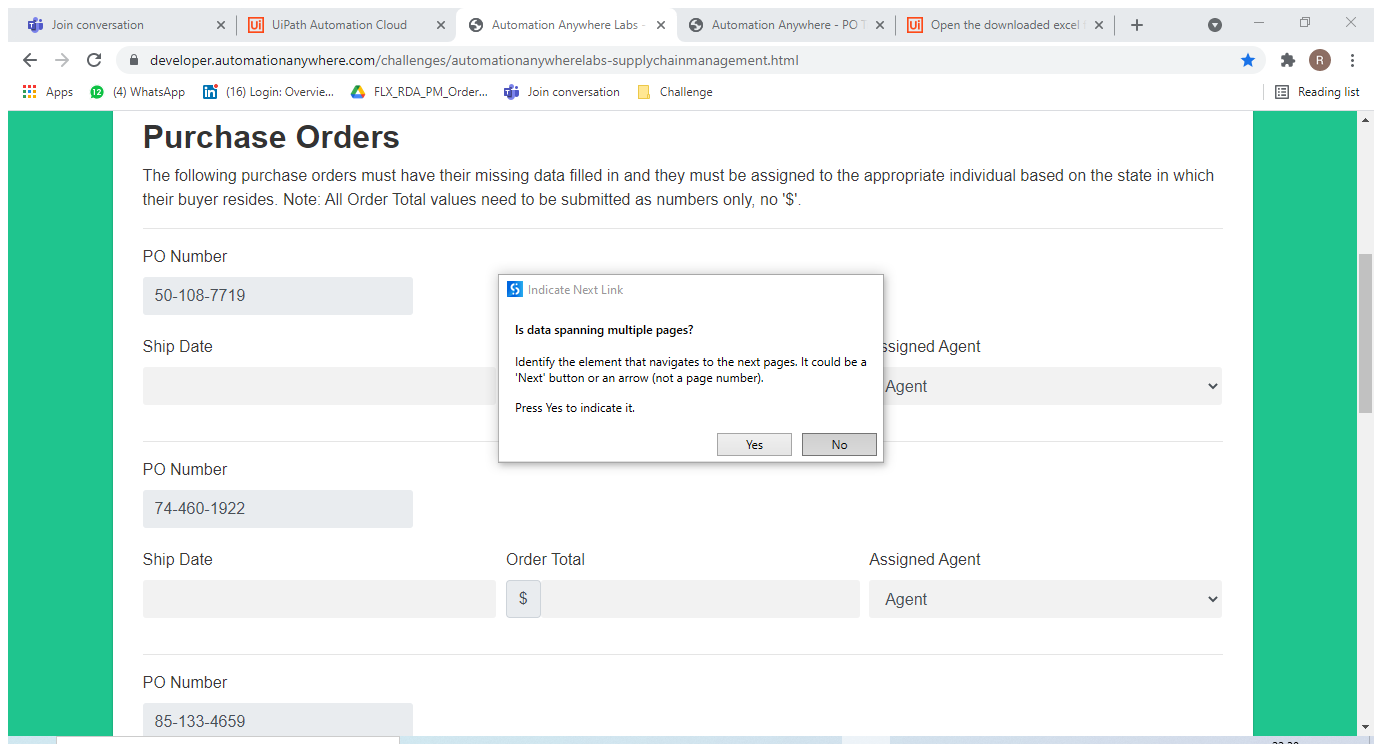 Join conversation
UiPath Automation Cloud
Automation Anywhere Labs -
Automation Anywhere - PO T
Ui Open the downloaded excel
developer.automationanywhere.com/challenges/automationanywherelabs-supplychainmanagement.html
R
Apps
12 (4) WhatsApp
(16) Login: Overvie...
FLX_RDA_PM_Order...
Join conversation
Challenge
Reading list
Purchase Orders
The following purchase orders must have their missing data filled in and they must be assigned to the appropriate individual based on the state in which
their buyer resides. Note: All Order Total values need to be submitted as numbers only, no '$'.
PO Number
50-108-7719
Ship Date
ssigned Agent
Agent
Indicate Next Link
Is data spanning multiple pages?
Identify the element that navigates to the next pages. It could be a
'Next' button or an arrow (not a page number).
Press Yes to indicate it.
Yes
No
PO Number
74-460-1922
Ship Date
Order Total
Assigned Agent
$
Agent
PO Number
85-133-4659